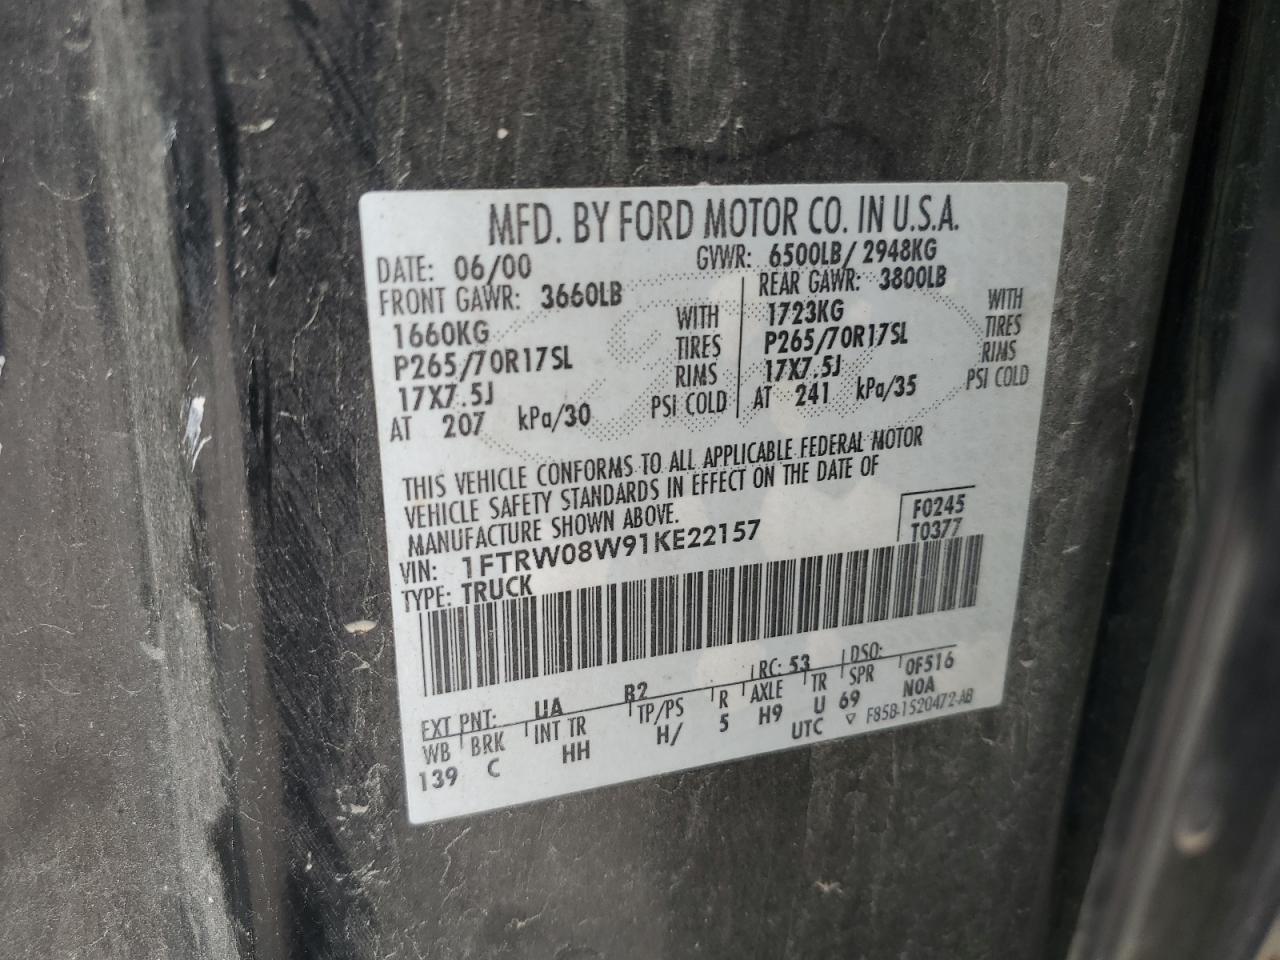 MFD. BY FORD MOTOR CO. IN U.S.A.
DATE: 06/00 GVWR: 6500LB/ 2948KG
FRONT GAWR: 3660LB REAR GAWR: 3800LB
1660KG WITH 1723KG WITH
P265/70R17SL TIRES P265/70R17SL TIRES
17X7.5J RIMS 17X7.5J RIMS
AT 207 kPa/30 PSI COLD AT 241 kPa/35 PSI COLD
THIS VEHICLE CONFORMS TO ALL APPLICABLE FEDERAL MOTOR
VEHICLE SAFETY STANDARDS IN EFFECT ON THE DATE OF
MANUFACTURE SHOWN ABOVE.
F0245
T0377
VIN: 1FTRW08W91KE22157
TYPE: TRUCK
EXT PNT: UA B2 RC: 53 DSO: 0F516
WB BRK INT TR TP/PS R AXLE TR SPR N0A
139 C HH H/ 5 H9 U 69
UTC ▽ F85B-1520472-AB